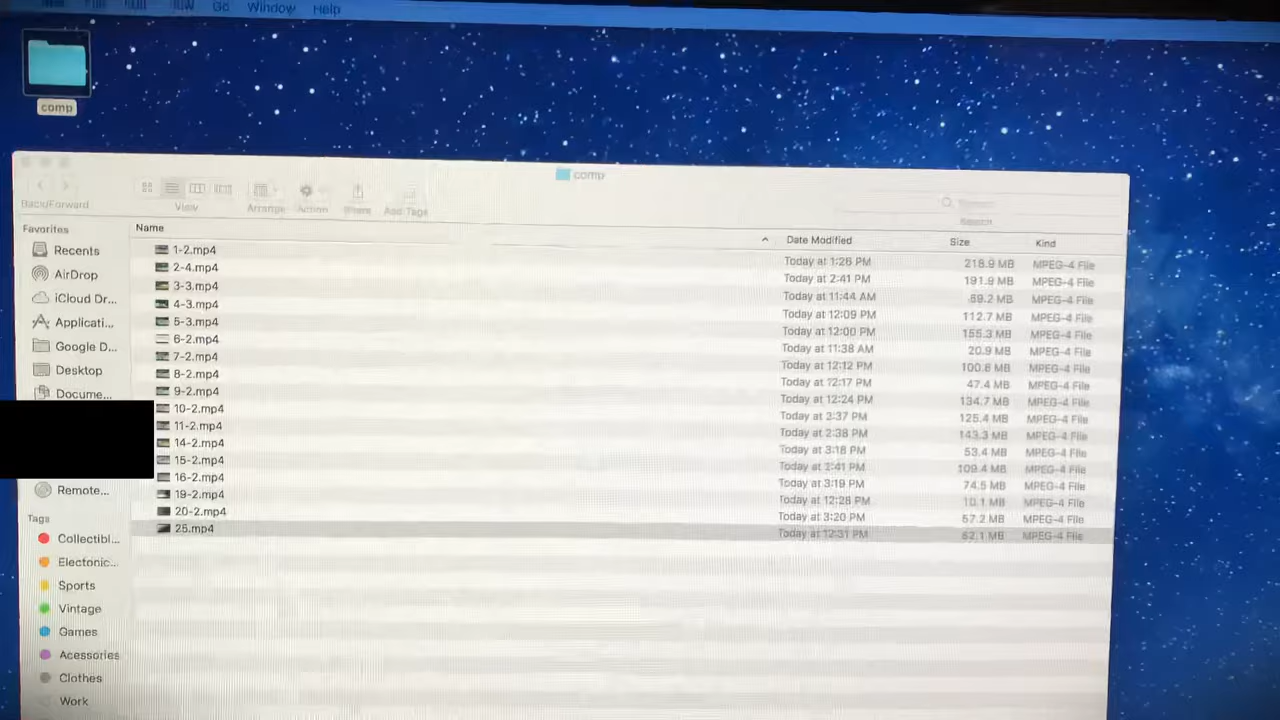 Go Window Help
comp
comp
Back/Forward View Arrange Action Share Add Tags Search
Favorites
Recents
AirDrop
iCloud Dr...
Applicati...
Google D...
Desktop
Docume...
Remote...
Tags
Collectibl...
Electonic...
Sports
Vintage
Games
Acessories
Clothes
Work
Name Date Modified Size Kind
1-2.mp4 Today at 1:26 PM 218.9 MB MPEG-4 File
2-4.mp4 Today at 2:41 PM 191.9 MB MPEG-4 File
3-3.mp4 Today at 11:44 AM 89.2 MB MPEG-4 File
4-3.mp4 Today at 12:09 PM 112.7 MB MPEG-4 File
5-3.mp4 Today at 12:00 PM 155.3 MB MPEG-4 File
6-2.mp4 Today at 11:38 AM 20.9 MB MPEG-4 File
7-2.mp4 Today at 12:12 PM 100.6 MB MPEG-4 File
8-2.mp4 Today at 12:17 PM 47.4 MB MPEG-4 File
9-2.mp4 Today at 12:24 PM 134.7 MB MPEG-4 File
10-2.mp4 Today at 2:37 PM 125.4 MB MPEG-4 File
11-2.mp4 Today at 2:38 PM 143.3 MB MPEG-4 File
14-2.mp4 Today at 3:18 PM 53.4 MB MPEG-4 File
15-2.mp4 Today at 2:41 PM 109.4 MB MPEG-4 File
16-2.mp4 Today at 3:19 PM 74.5 MB MPEG-4 File
19-2.mp4 Today at 12:28 PM 10.1 MB MPEG-4 File
20-2.mp4 Today at 3:20 PM 57.2 MB MPEG-4 File
25.mp4 Today at 12:31 PM 62.1 MB MPEG-4 File